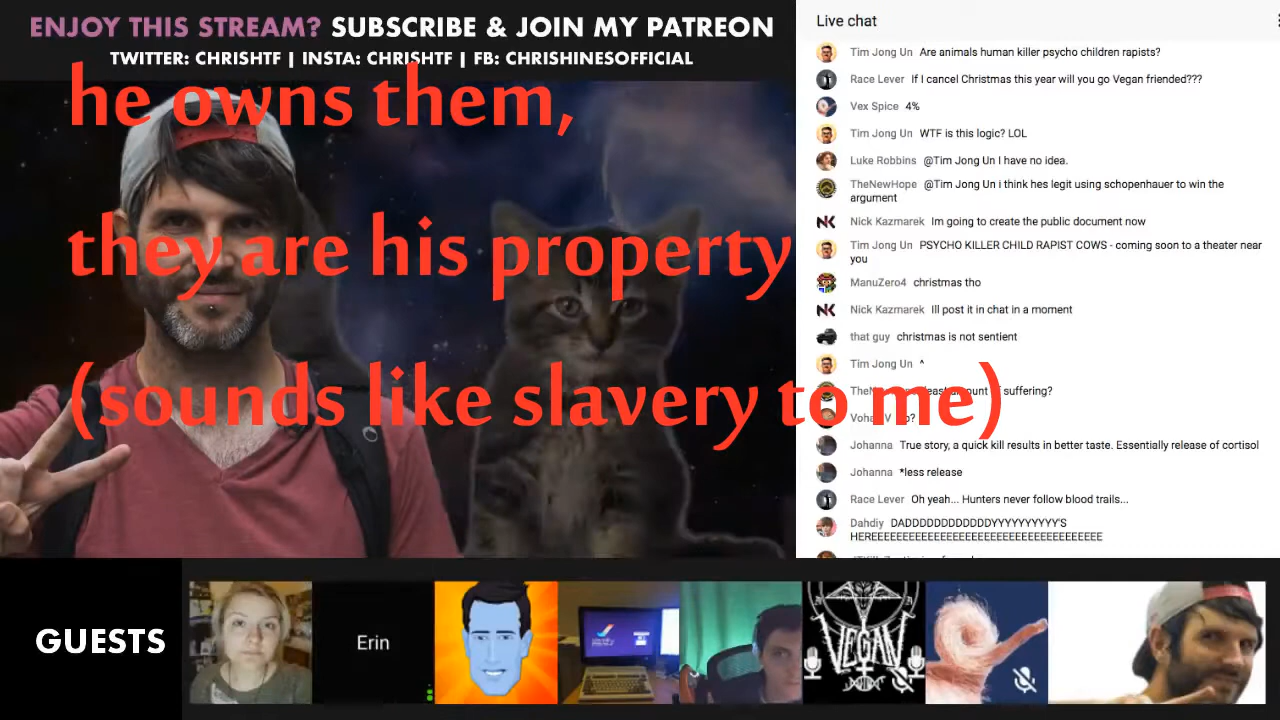 ENJOY THIS STREAM? SUBSCRIBE & JOIN MY PATREON
TWITTER: CHRISHTF | INSTA: CHRISHTF | FB: CHRISHINESOFFICIAL
he owns them,
they are his property
(sounds like slavery to me)
Live chat
Tim Jong Un Are animals human killer psycho children rapists?
Race Lever If I cancel Christmas this year will you go Vegan friended???
Vex Spice 4%
Tim Jong Un WTF is this logic? LOL
Luke Robbins @Tim Jong Un I have no idea.
TheNewHope @Tim Jong Un i think hes legit using schopenhauer to win the
argument
Nick Kazmarek Im going to create the public document now
Tim Jong Un PSYCHO KILLER CHILD RAPIST COWS - coming soon to a theater near
you
ManuZero4 christmas tho
Nick Kazmarek Ill post it in chat in a moment
that guy christmas is not sentient
Tim Jong Un ^
suffering?
Johanna True story, a quick kill results in better taste. Essentially release of cortisol
Johanna *less release
Race Lever Oh yeah... Hunters never follow blood trails...
Dahdiy DADDDDDDDDDDDDYYYYYYYYYY'S
HEREEEEEEEEEEEEEEEEEEEEEEEEEEEEEEEEEEEEEE
GUESTS
Erin
VEGAN